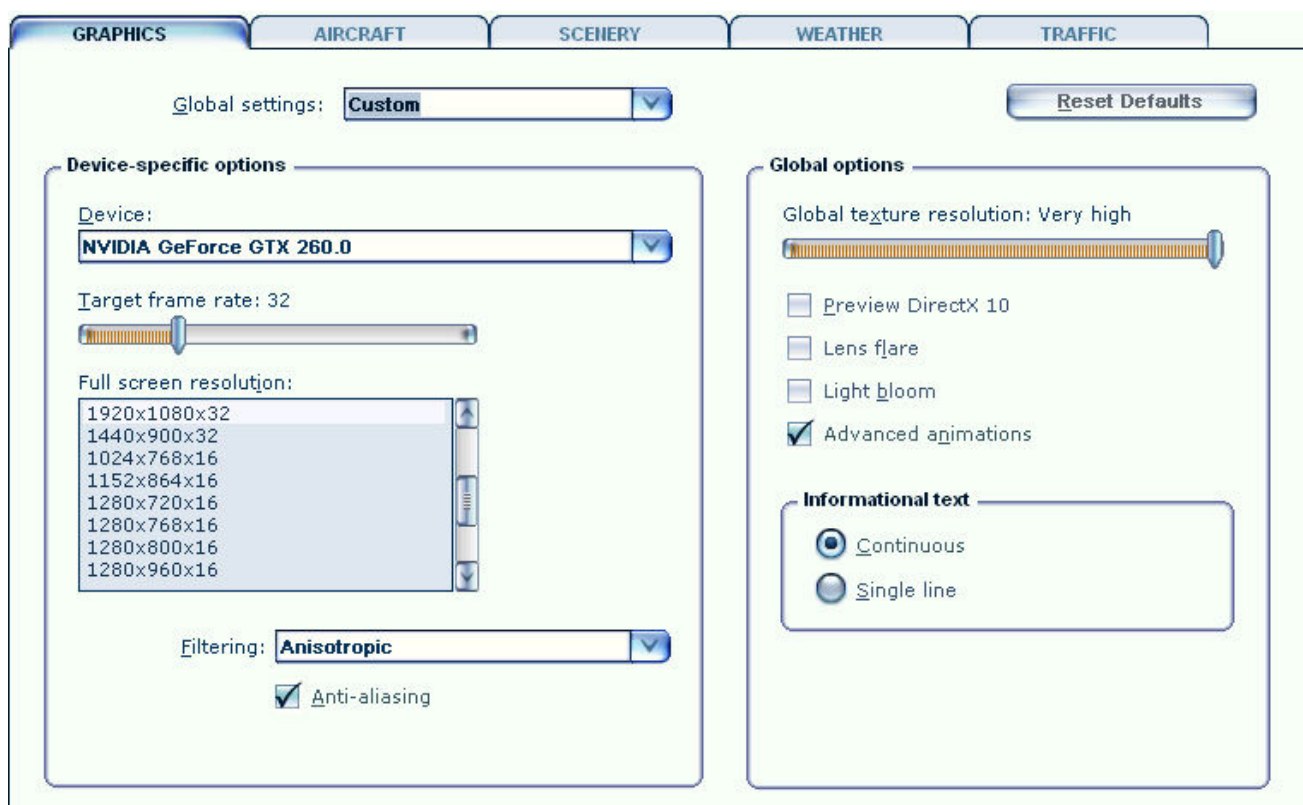 GRAPHICS AIRCRAFT SCENERY WEATHER TRAFFIC
Global settings: Custom
Reset Defaults
Device-specific options
Device:
NVIDIA GeForce GTX 260.0
Target frame rate: 32
Full screen resolution:
1920x1080x32
1440x900x32
1024x768x16
1152x864x16
1280x720x16
1280x768x16
1280x800x16
1280x960x16
Filtering: Anisotropic
Anti-aliasing
Global options
Global texture resolution: Very high
Preview DirectX 10
Lens flare
Light bloom
Advanced animations
Informational text
Continuous
Single line